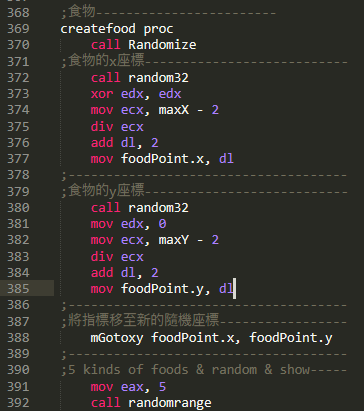 368 ;食物-------------------------
369 createfood proc
370 call Randomize
371 ;食物的x座標-----------------------------
372 call random32
373 xor edx, edx
374 mov ecx, maxX - 2
375 div ecx
376 add dl, 2
377 mov foodPoint.x, dl
378 ;----------------------------------
379 ;食物的y座標-----------------------------
380 call random32
381 mov edx, 0
382 mov ecx, maxY - 2
383 div ecx
384 add dl, 2
385 mov foodPoint.y, dl
386 ;----------------------------------
387 ;將指標移至新的隨機座標------------------
388 mGotoxy foodPoint.x, foodPoint.y
389 ;----------------------------------
390 ;5 kinds of foods & random & show-----
391 mov eax, 5
392 call randomrange